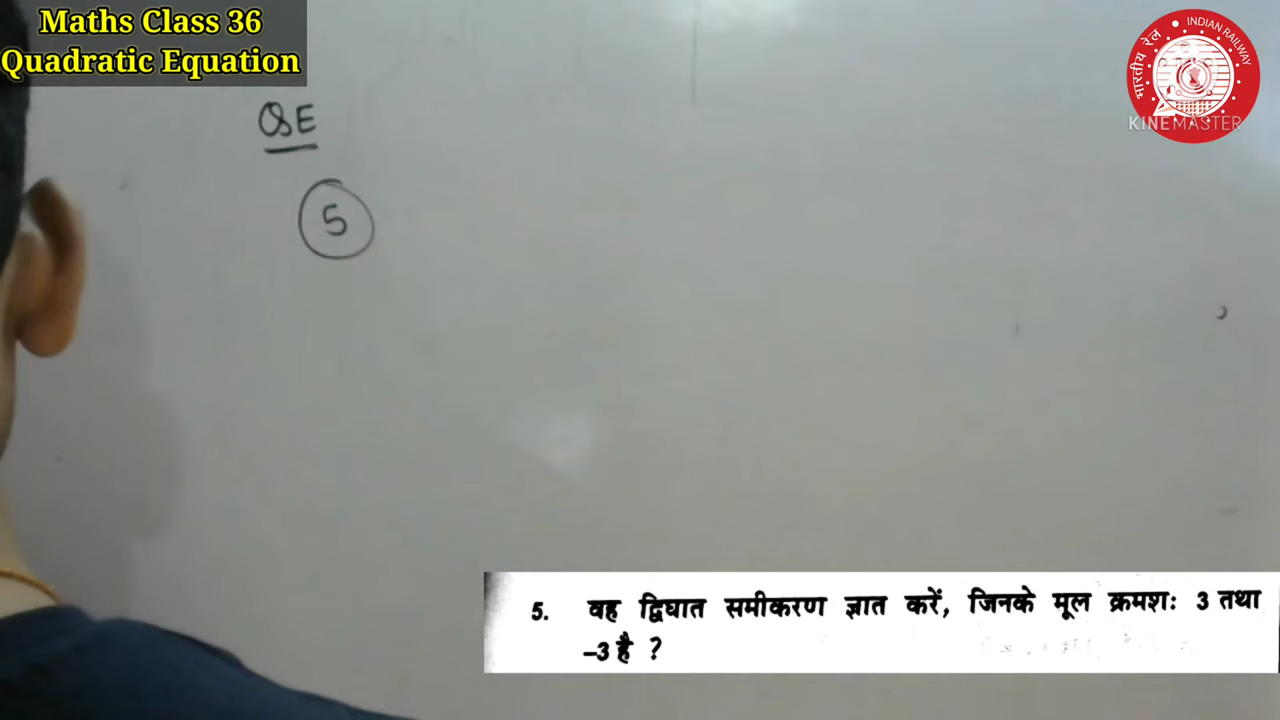 Maths Class 36
Quadratic Equation
भारतीय रेल
INDIAN RAILWAY
KINEMASTER
QE
5
5. वह द्विघात समीकरण ज्ञात करें, जिनके मूल क्रमशः 3 तथा
–3 है ?